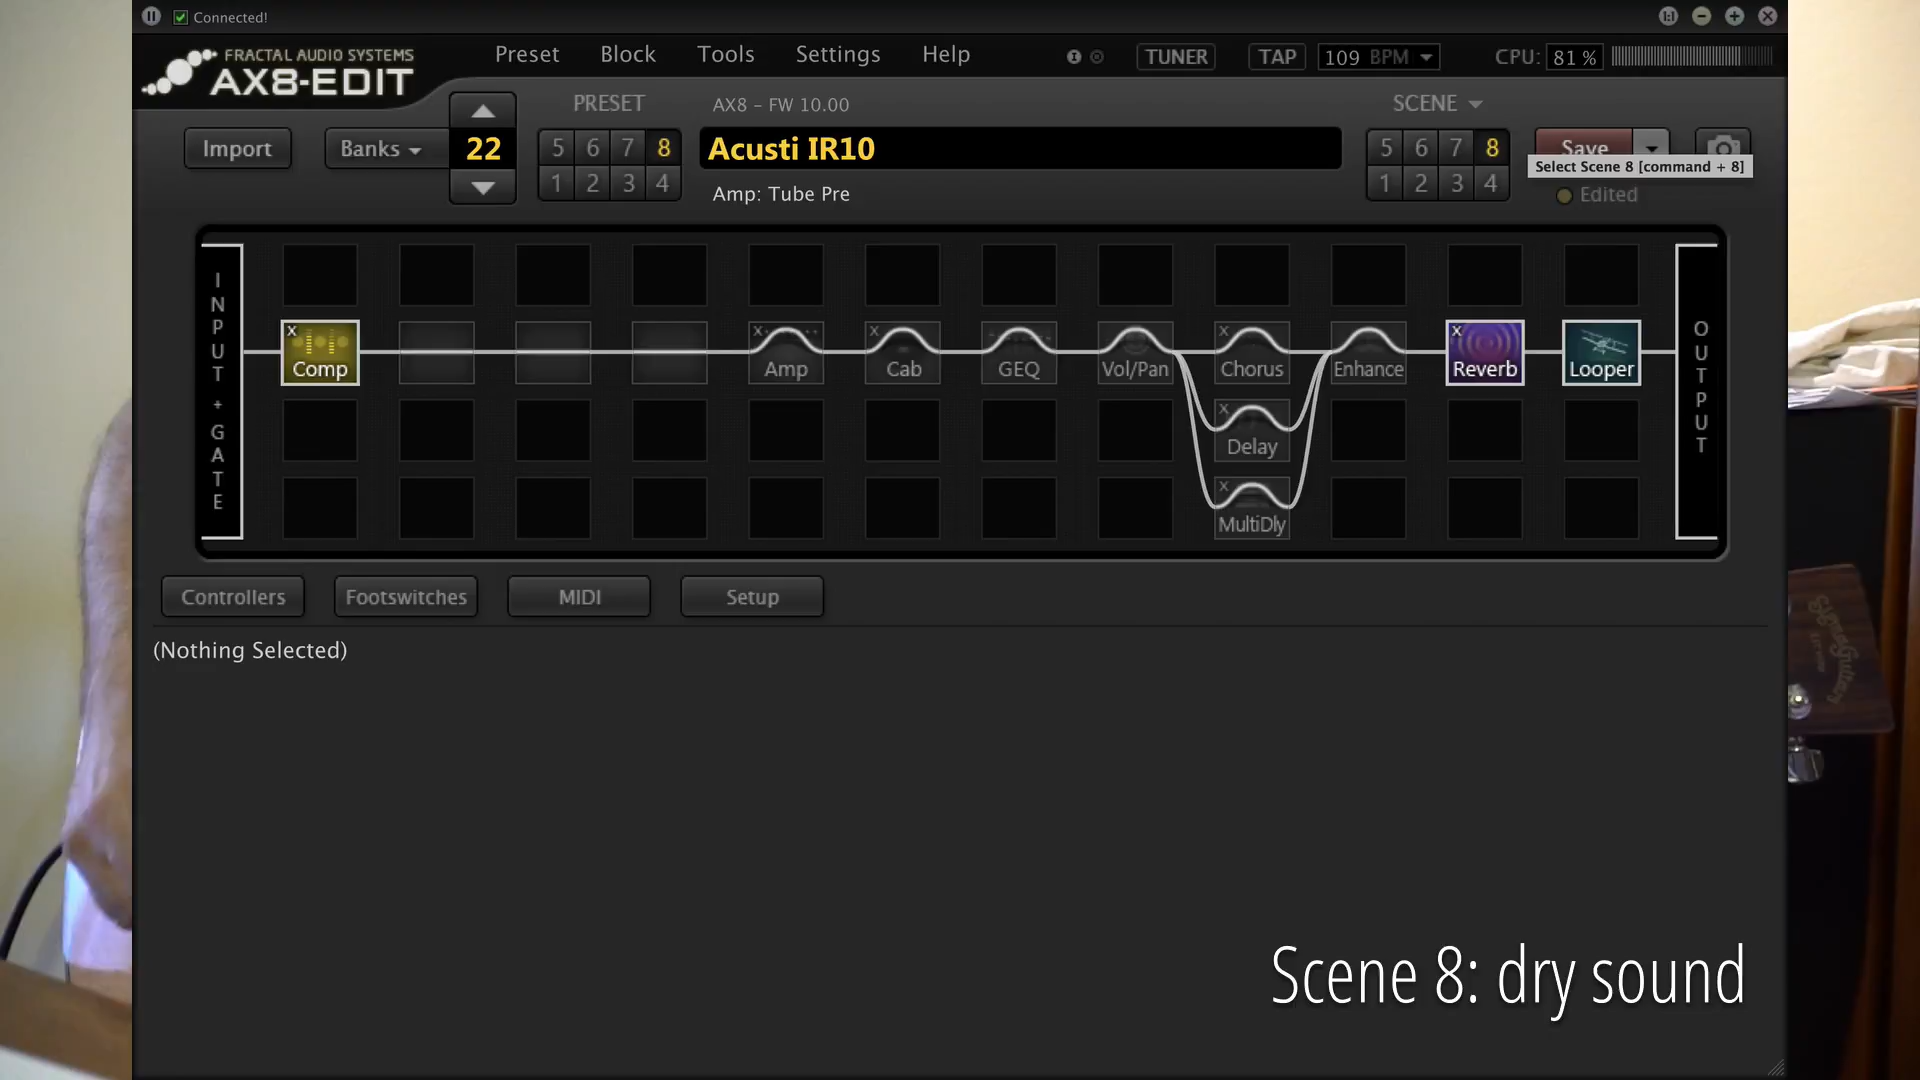 Connected!
FRACTAL AUDIO SYSTEMS
AX8-EDIT
Preset Block Tools Settings Help
TUNER TAP 109 BPM CPU: 81 %
PRESET AX8 – FW 10.00 SCENE
Import Banks 22 5 6 7 8 Acusti IR10 5 6 7 8 Save
Select Scene 8 [command + 8]
1 2 3 4 Amp: Tube Pre 1 2 3 4 Edited
INPUT + GATE
x Comp x Amp x Cab GEQ Vol/Pan x Chorus Enhance x Reverb Looper
x Delay
x MultiDly
OUTPUT
Controllers Footswitches MIDI Setup
(Nothing Selected)
Scene 8: dry sound